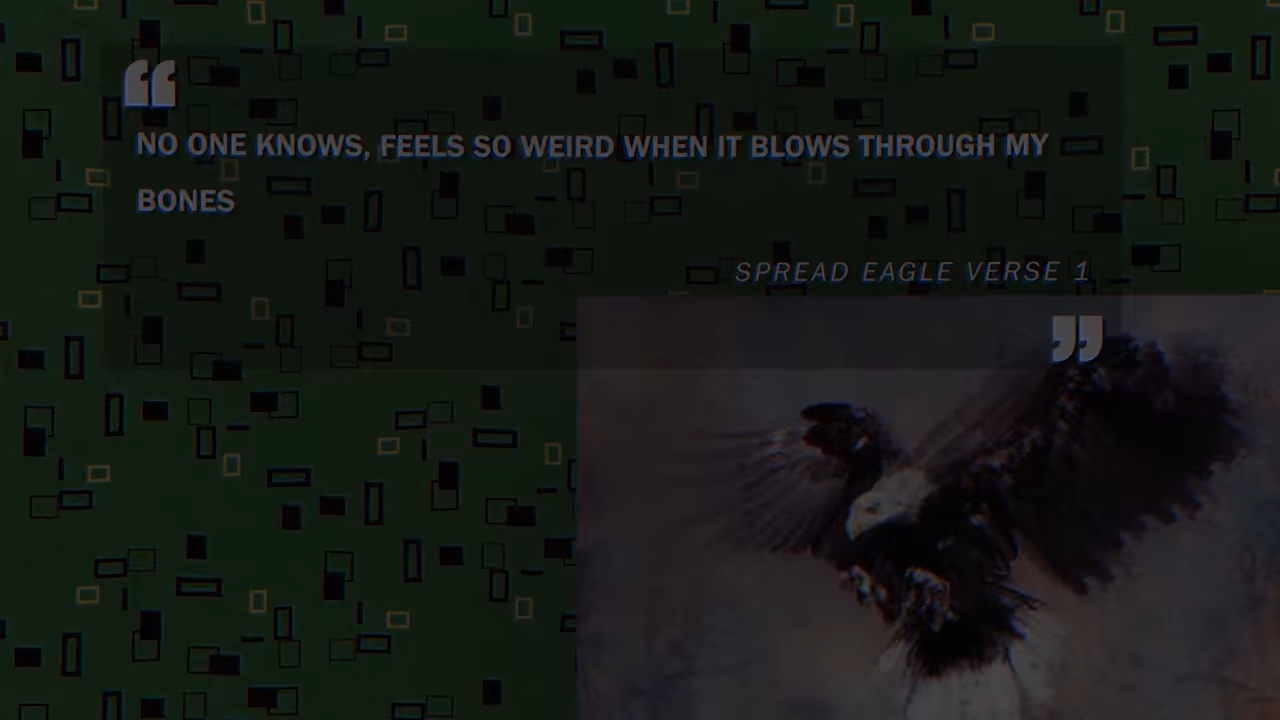 “
NO ONE KNOWS, FEELS SO WEIRD WHEN IT BLOWS THROUGH MY
BONES
SPREAD EAGLE VERSE 1
”